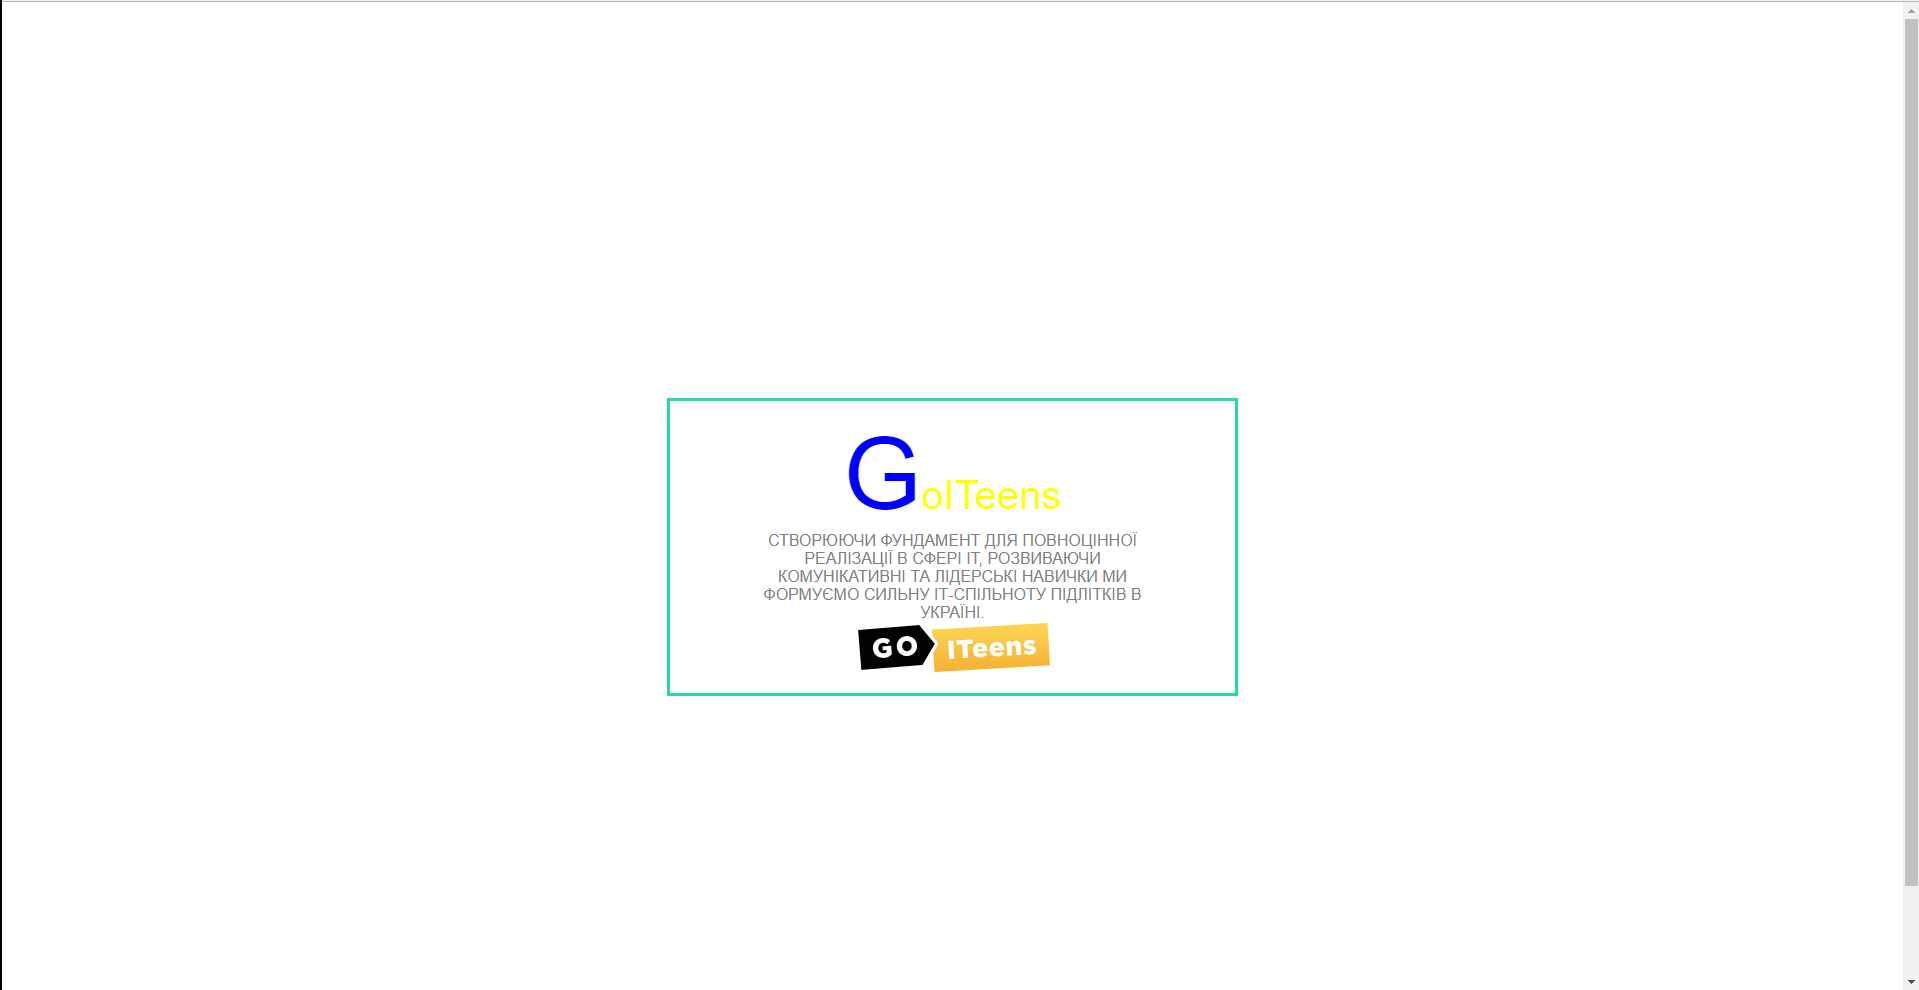 GoITeens
СТВОРЮЮЧИ ФУНДАМЕНТ ДЛЯ ПОВНОЦІННОЇ
РЕАЛІЗАЦІЇ В СФЕРІ ІТ, РОЗВИВАЮЧИ
КОМУНІКАТИВНІ ТА ЛІДЕРСЬКІ НАВИЧКИ МИ
ФОРМУЄМО СИЛЬНУ ІТ-СПІЛЬНОТУ ПІДЛІТКІВ В
УКРАЇНІ.
GO ITeens